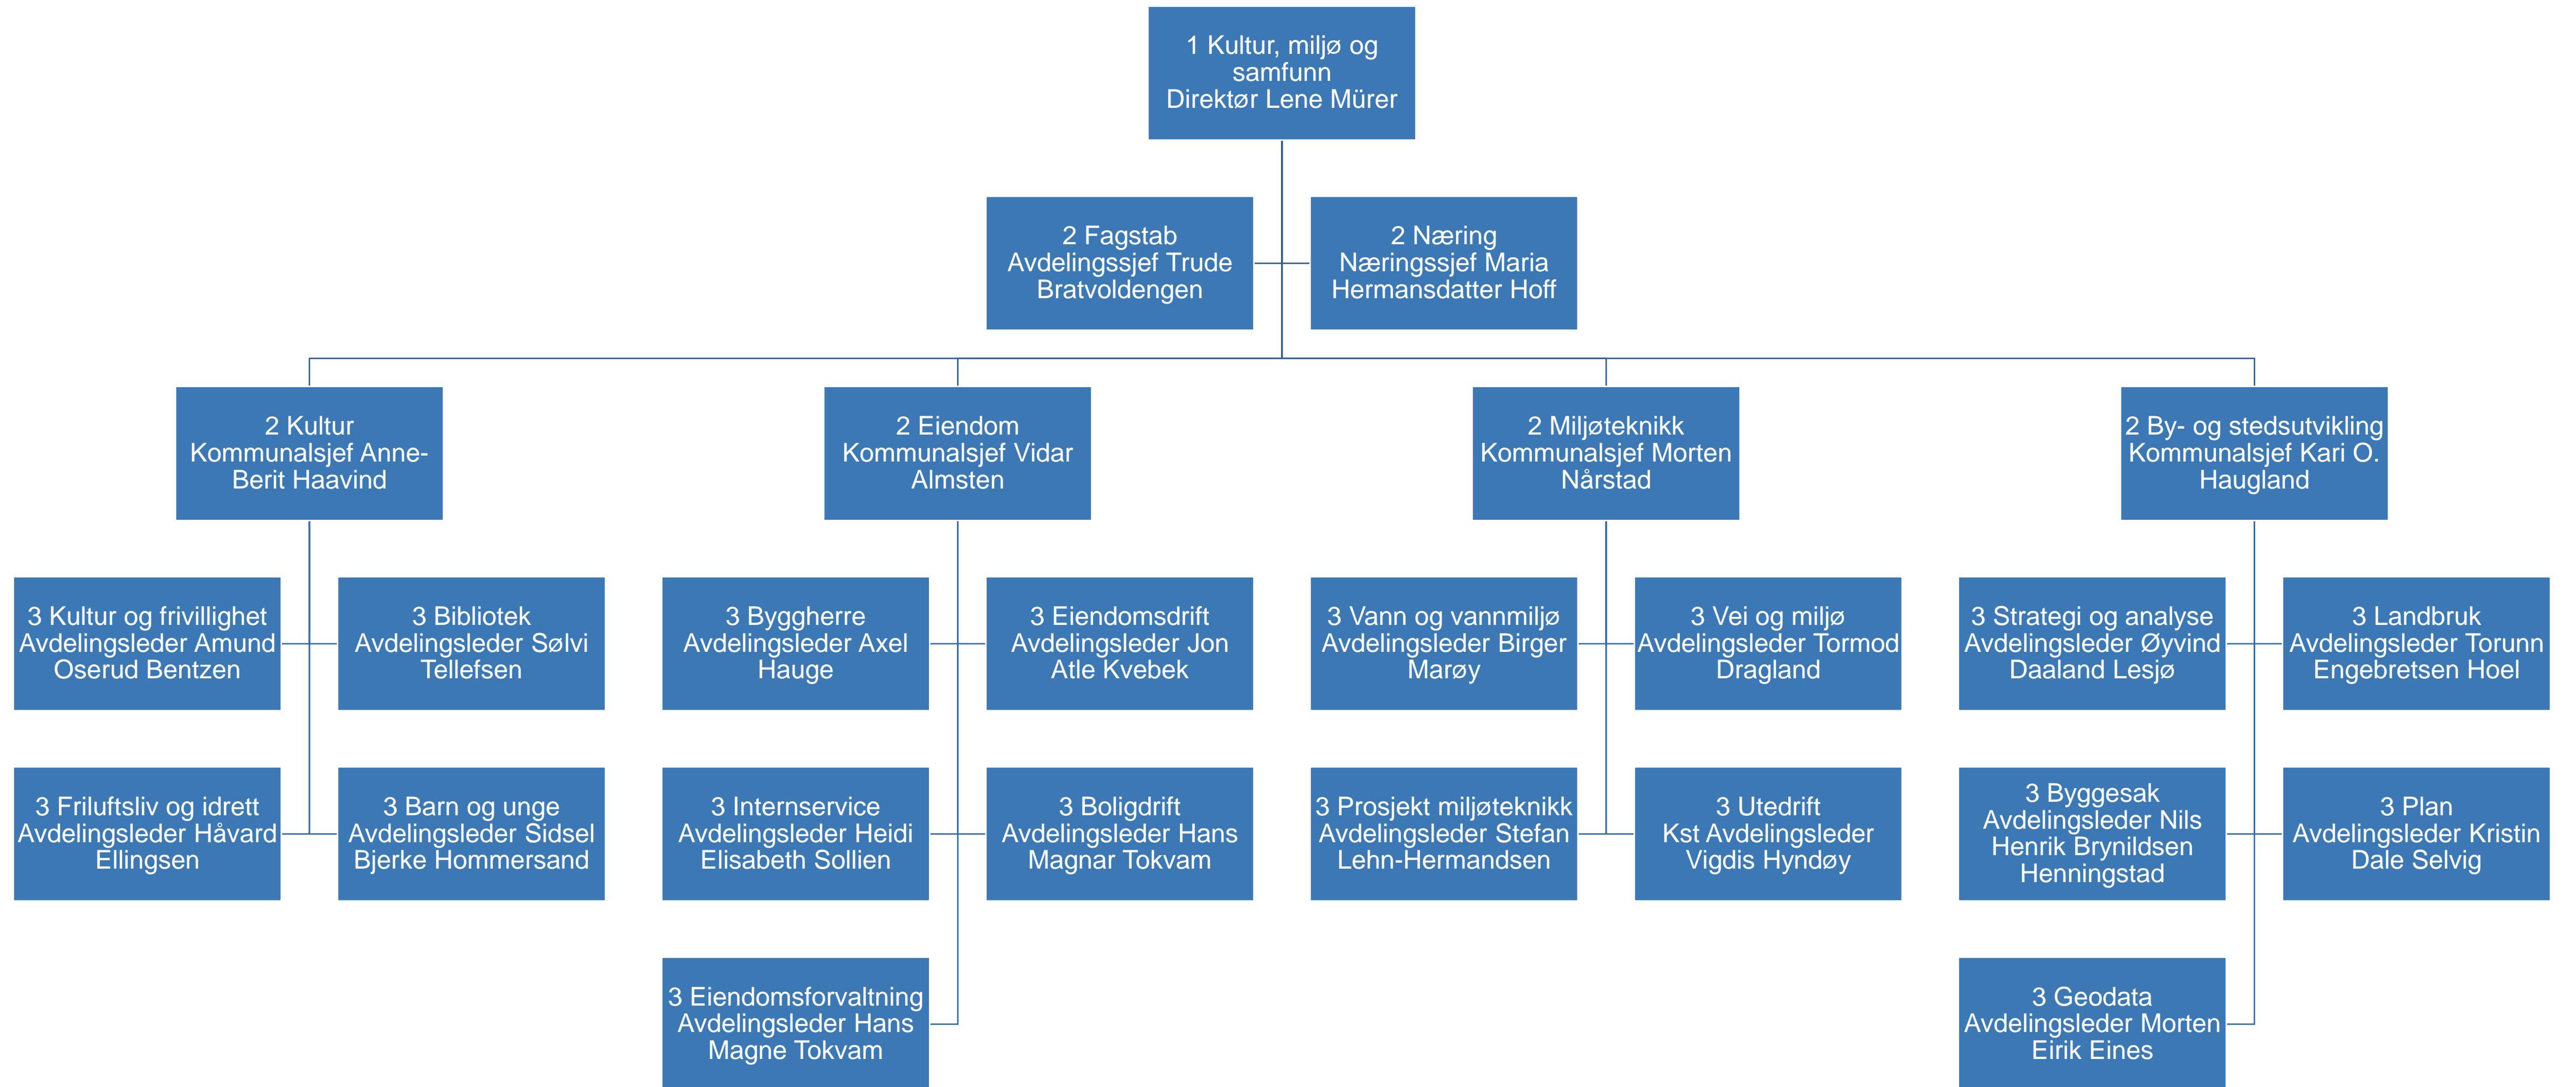 1 Kultur, miljø og
samfunn
Direktør Lene Mürer
2 Fagstab
Avdelingssjef Trude
Bratvoldengen
2 Næring
Næringssjef Maria
Hermansdatter Hoff
2 Kultur
Kommunalsjef Anne-
Berit Haavind
2 Eiendom
Kommunalsjef Vidar
Almsten
2 Miljøteknikk
Kommunalsjef Morten
Nårstad
2 By- og stedsutvikling
Kommunalsjef Kari O.
Haugland
3 Kultur og frivillighet
Avdelingsleder Amund
Oserud Bentzen
3 Bibliotek
Avdelingsleder Sølvi
Tellefsen
3 Byggherre
Avdelingsleder Axel
Hauge
3 Eiendomsdrift
Avdelingsleder Jon
Atle Kvebek
3 Vann og vannmiljø
Avdelingsleder Birger
Marøy
3 Vei og miljø
Avdelingsleder Tormod
Dragland
3 Strategi og analyse
Avdelingsleder Øyvind
Daaland Lesjø
3 Landbruk
Avdelingsleder Torunn
Engebretsen Hoel
3 Friluftsliv og idrett
Avdelingsleder Håvard
Ellingsen
3 Barn og unge
Avdelingsleder Sidsel
Bjerke Hommersand
3 Internservice
Avdelingsleder Heidi
Elisabeth Sollien
3 Boligdrift
Avdelingsleder Hans
Magnar Tokvam
3 Prosjekt miljøteknikk
Avdelingsleder Stefan
Lehn-Hermandsen
3 Utedrift
Kst Avdelingsleder
Vigdis Hyndøy
3 Byggesak
Avdelingsleder Nils
Henrik Brynildsen
Henningstad
3 Plan
Avdelingsleder Kristin
Dale Selvig
3 Eiendomsforvaltning
Avdelingsleder Hans
Magne Tokvam
3 Geodata
Avdelingsleder Morten
Eirik Eines